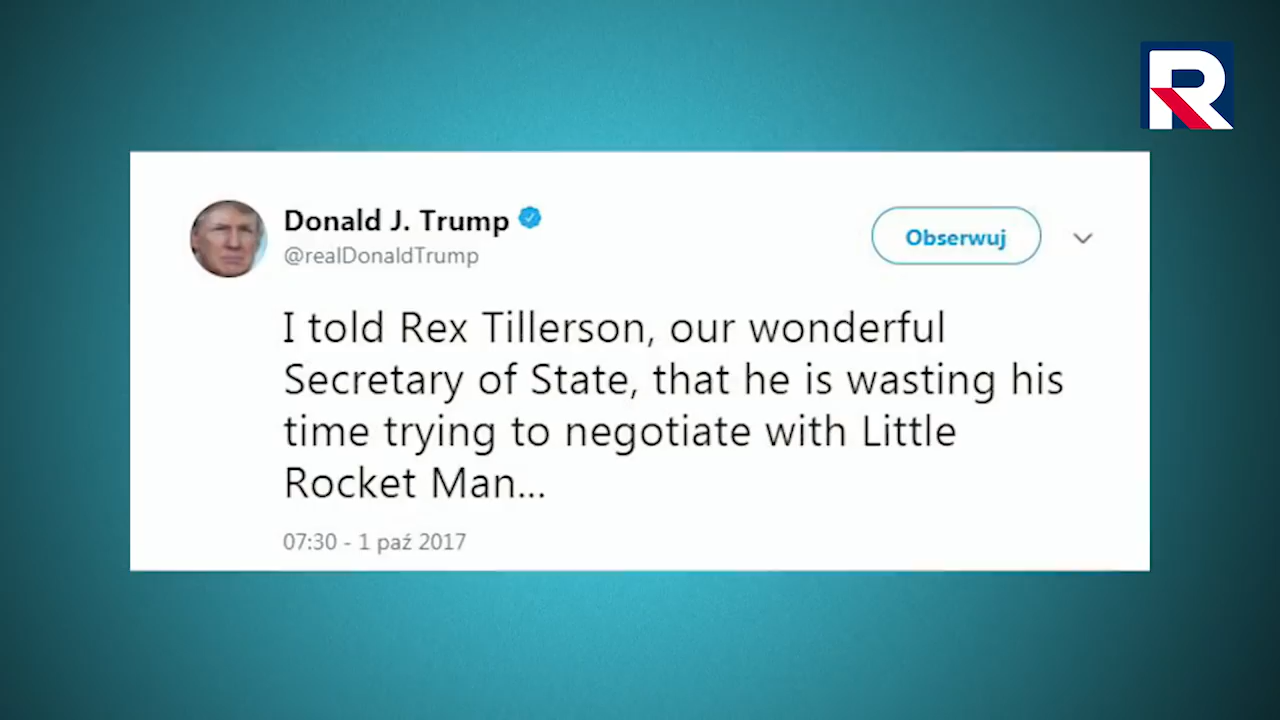 R
Donald J. Trump
@realDonaldTrump
Obserwuj
I told Rex Tillerson, our wonderful
Secretary of State, that he is wasting his
time trying to negotiate with Little
Rocket Man...
07:30 - 1 paź 2017